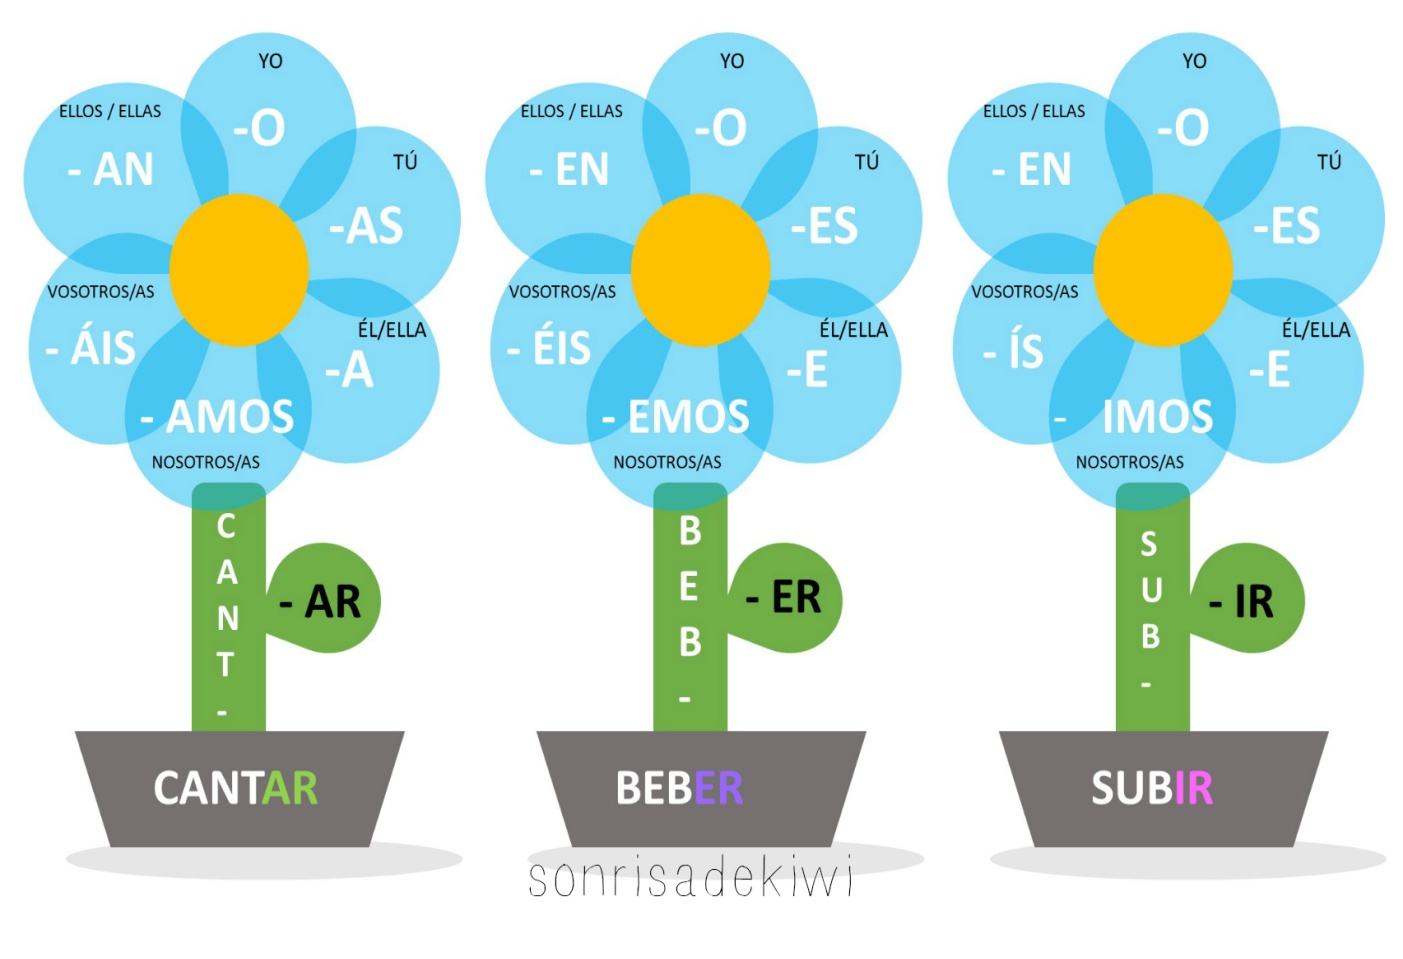 YO
-O
TÚ
-AS
ÉL/ELLA
-A
NOSOTROS/AS
- AMOS
VOSOTROS/AS
- ÁIS
ELLOS / ELLAS
- AN
C
A
N
T
-
- AR
CANTAR
YO
-O
TÚ
-ES
ÉL/ELLA
-E
NOSOTROS/AS
- EMOS
VOSOTROS/AS
- ÉIS
ELLOS / ELLAS
- EN
B
E
B
-
- ER
BEBER
YO
-O
TÚ
-ES
ÉL/ELLA
-E
NOSOTROS/AS
- IMOS
VOSOTROS/AS
- ÍS
ELLOS / ELLAS
- EN
S
U
B
-
- IR
SUBIR
sonrisadekiwi